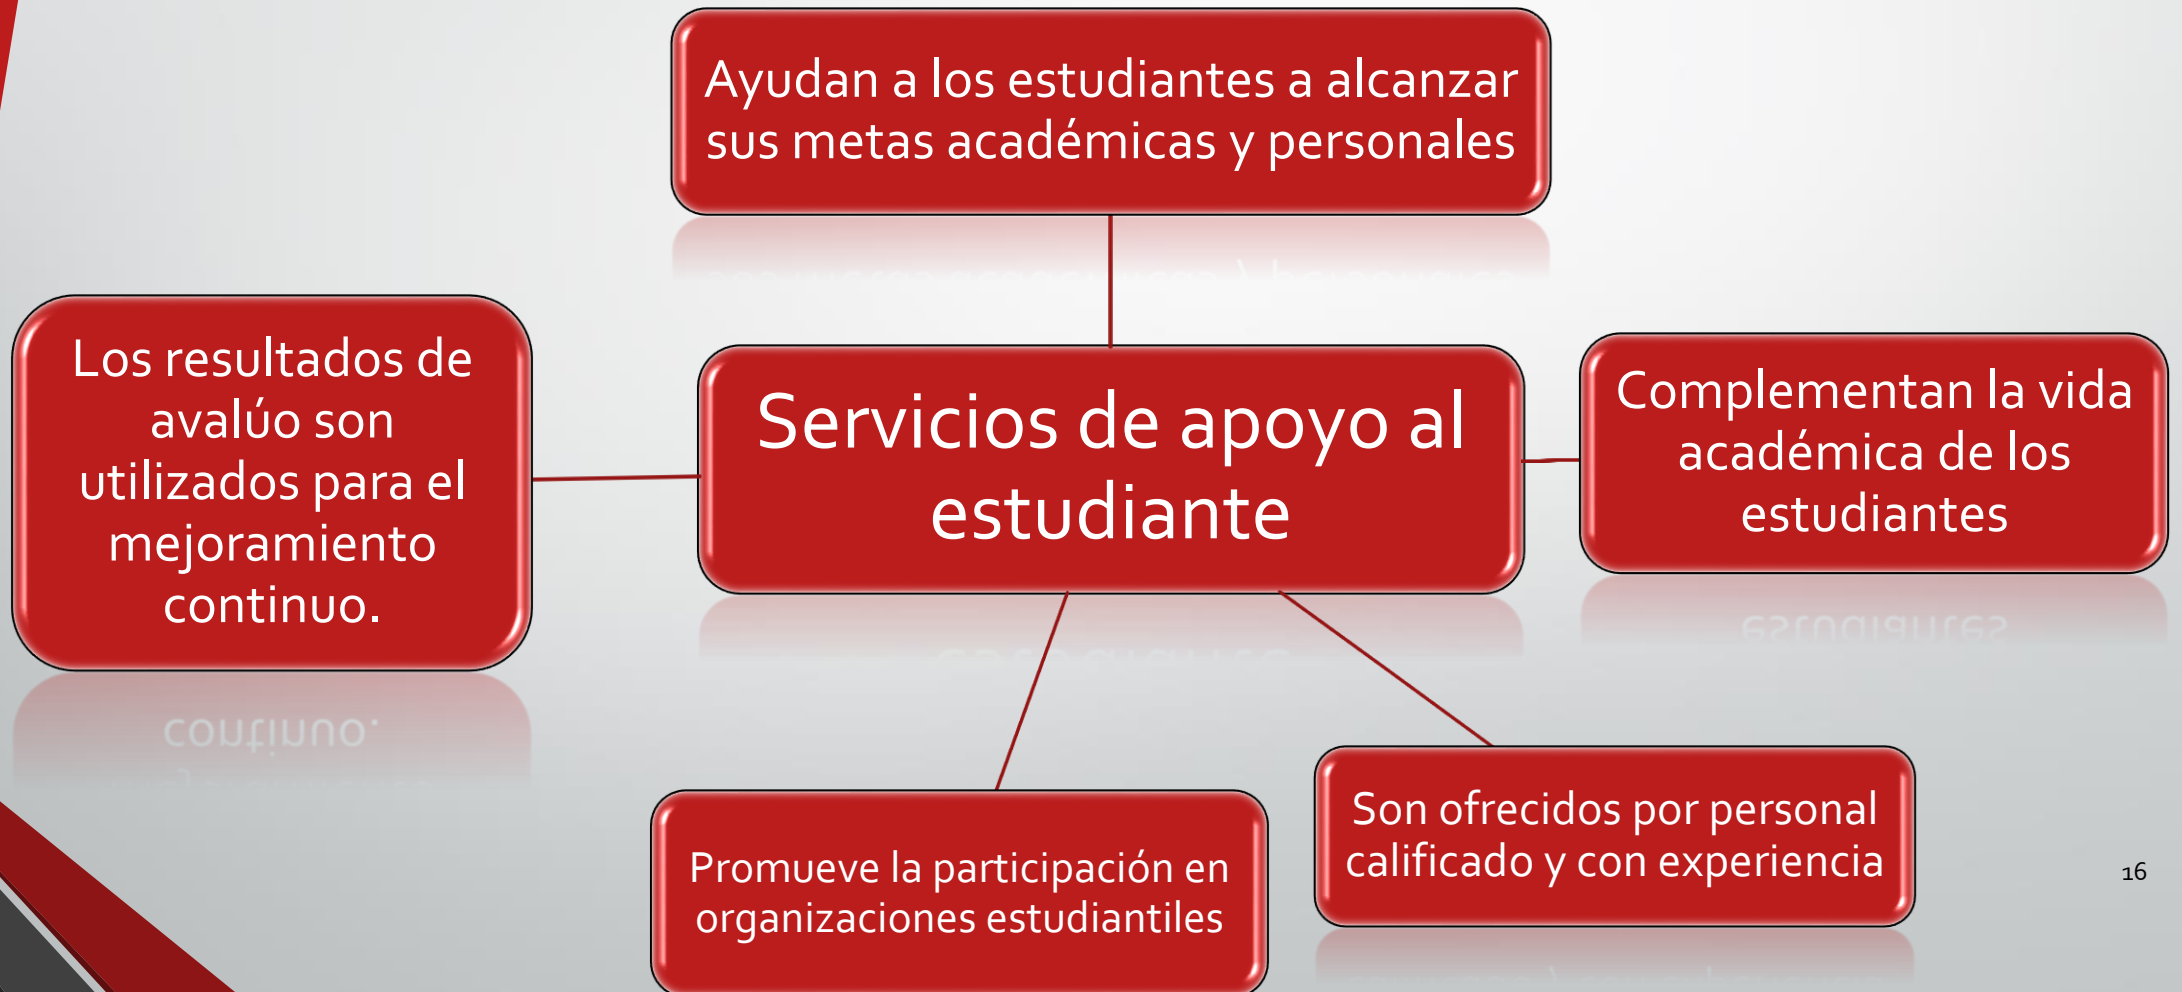 Ayudan a los estudiantes a alcanzar
sus metas académicas y personales
Los resultados de
avalúo son
utilizados para el
mejoramiento
continuo.
Servicios de apoyo al
estudiante
Complementan la vida
académica de los
estudiantes
Promueve la participación en
organizaciones estudiantiles
Son ofrecidos por personal
calificado y con experiencia
16